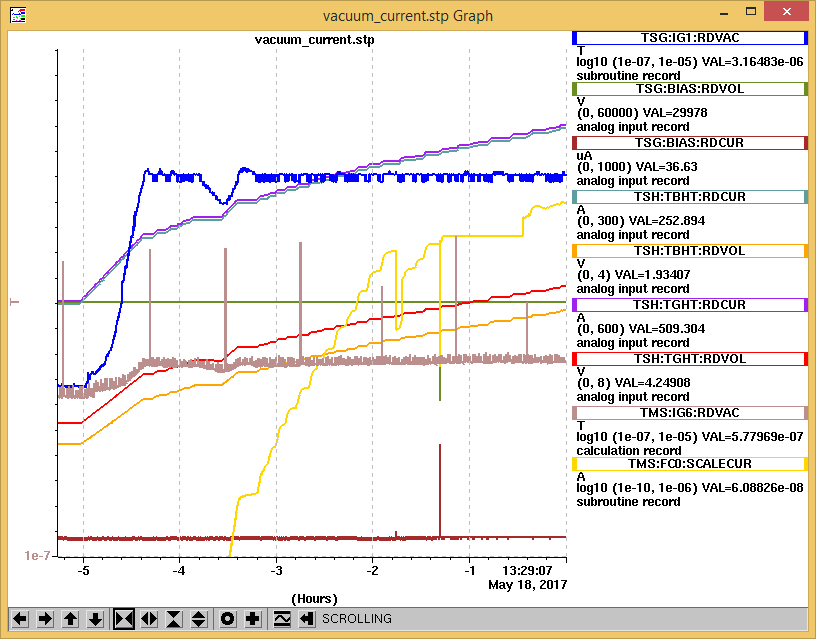 vacuum_current.stp Graph
vacuum_current.stp
T
1e-7
-5
-4
-3
-2
-1
13:29:07
May 18, 2017
(Hours)
TSG:IG1:RDVAC
T
log10 (1e-07, 1e-05) VAL=3.16483e-06
subroutine record
TSG:BIAS:RDVOL
V
(0, 60000) VAL=29978
analog input record
TSG:BIAS:RDCUR
uA
(0, 1000) VAL=36.63
analog input record
TSH:TBHT:RDCUR
A
(0, 300) VAL=252.894
analog input record
TSH:TBHT:RDVOL
V
(0, 4) VAL=1.93407
analog input record
TSH:TGHT:RDCUR
A
(0, 600) VAL=509.304
analog input record
TSH:TGHT:RDVOL
V
(0, 8) VAL=4.24908
analog input record
TMS:IG6:RDVAC
T
log10 (1e-07, 1e-05) VAL=5.77969e-07
calculation record
TMS:FC0:SCALECUR
A
log10 (1e-10, 1e-06) VAL=6.08826e-08
subroutine record
SCROLLING